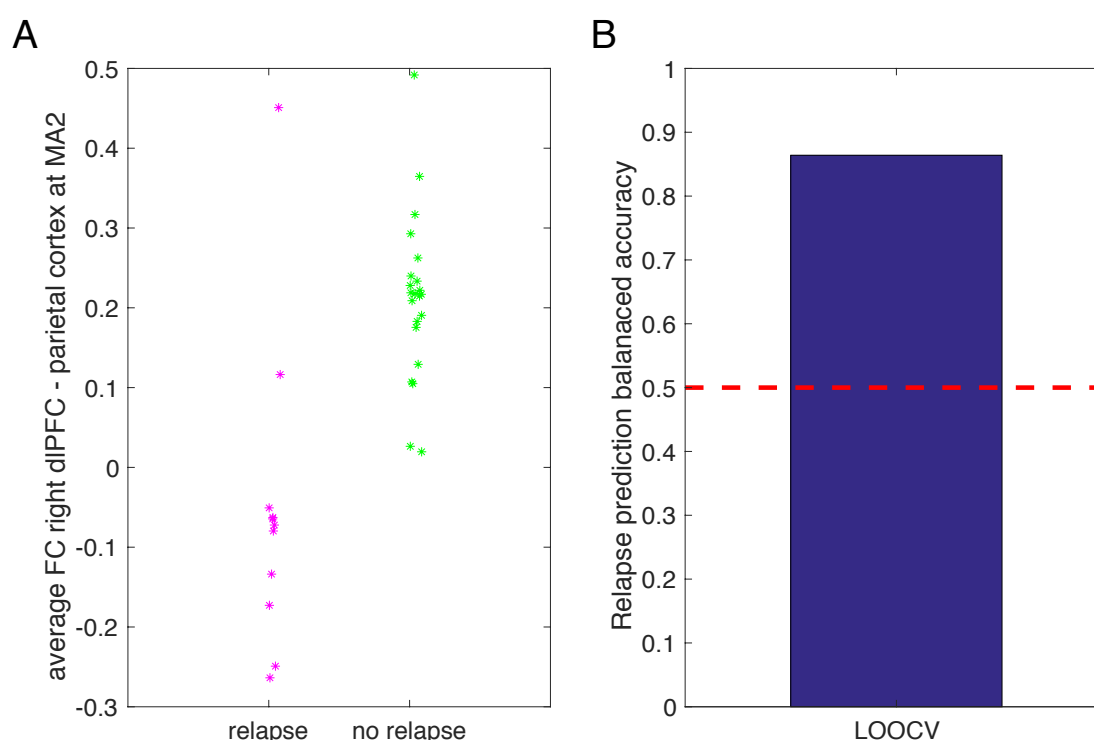 A
average FC right dlPFC - parietal cortex at MA2
0.5
0.4
0.3
0.2
0.1
0
-0.1
-0.2
-0.3
relapse
no relapse
B
Relapse prediction balanaced accuracy
1
0.9
0.8
0.7
0.6
0.5
0.4
0.3
0.2
0.1
0
LOOCV